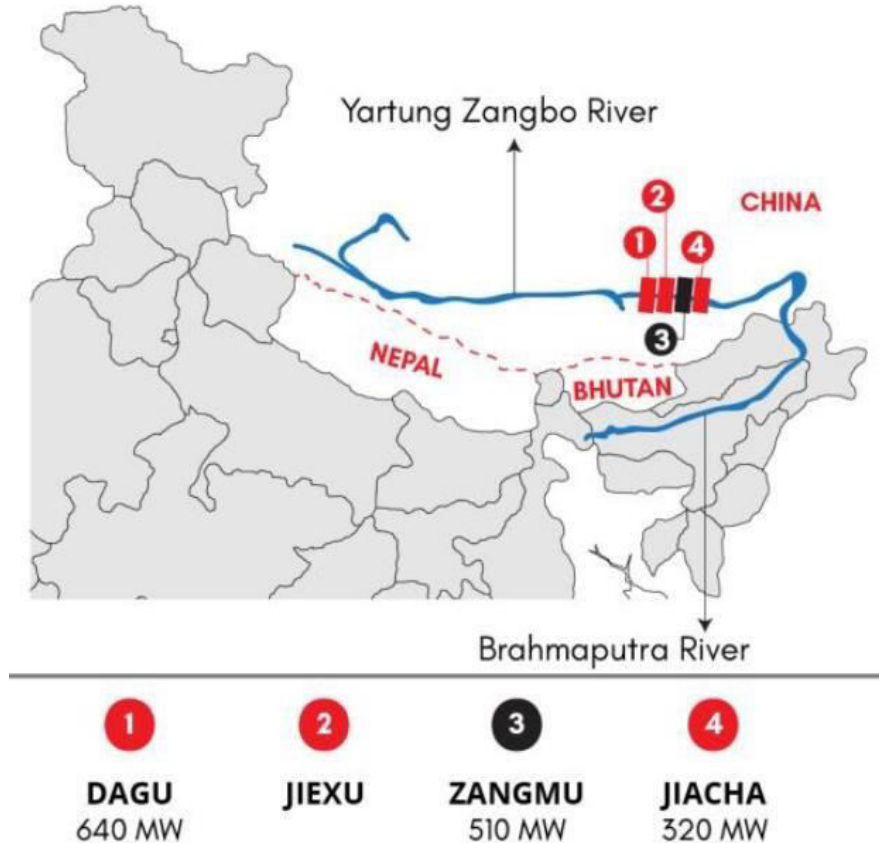 Yartung Zangbo River
CHINA
2
1
4
3
NEPAL
BHUTAN
Brahmaputra River
1
2
3
4
DAGU
JIEXU
ZANGMU
JIACHA
640 MW
510 MW
320 MW